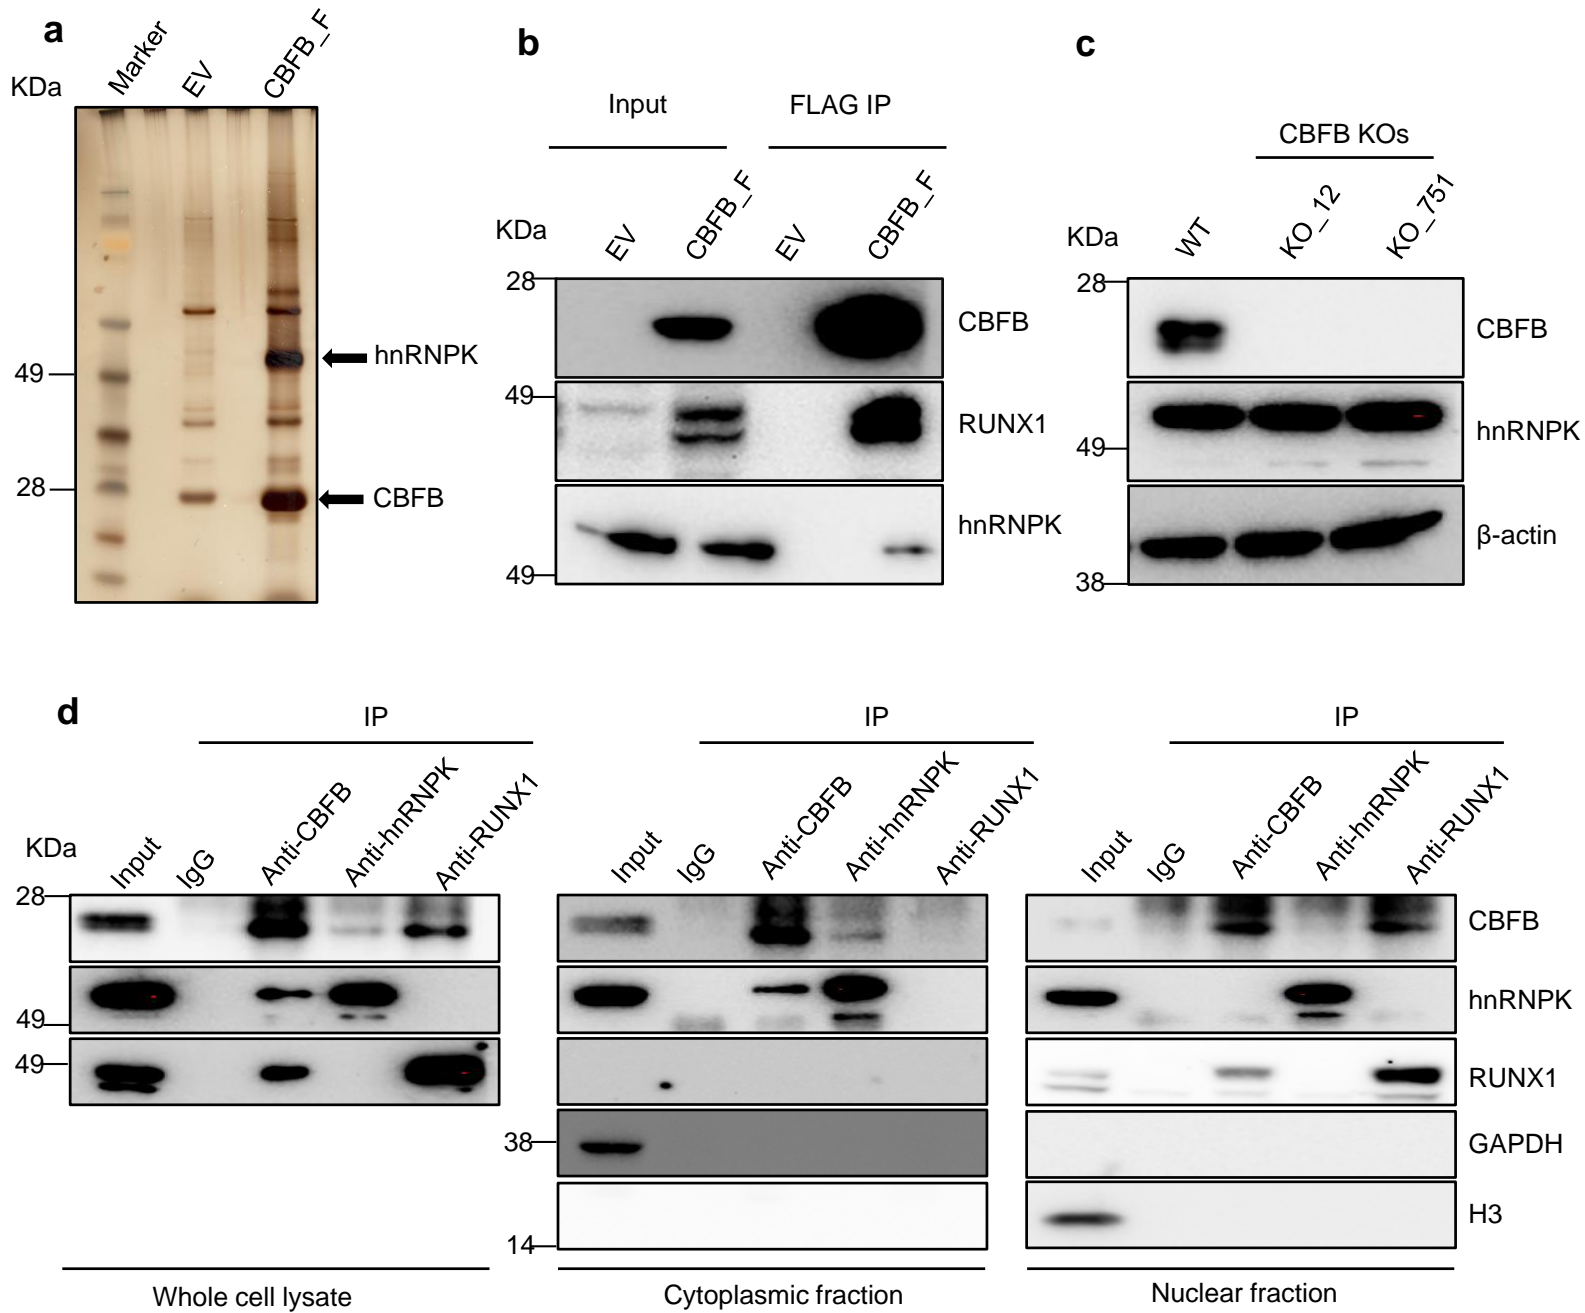 a
KDa
Marker
EV
CBFB_F
49
28
hnRNPK
CBFB
b
Input
FLAG IP
KDa
EV
CBFB_F
EV
CBFB_F
28
CBFB
49
RUNX1
hnRNPK
49
c
CBFB KOs
KDa
WT
KO_12
KO_751
28
CBFB
49
hnRNPK
β-actin
38
d
IP
KDa
Input
IgG
Anti-CBFB
Anti-hnRNPK
Anti-RUNX1
28
49
49
Whole cell lysate
IP
Input
IgG
Anti-CBFB
Anti-hnRNPK
Anti-RUNX1
38
14
Cytoplasmic fraction
IP
Input
IgG
Anti-CBFB
Anti-hnRNPK
Anti-RUNX1
CBFB
hnRNPK
RUNX1
GAPDH
H3
Nuclear fraction